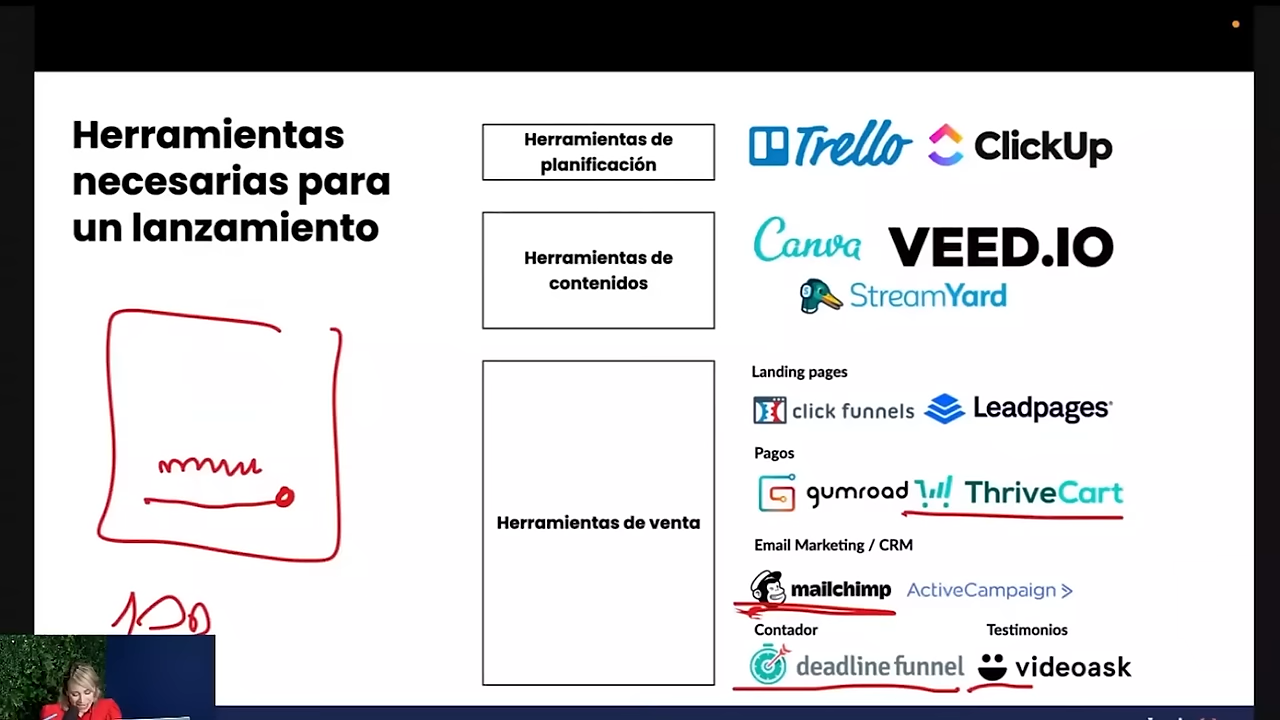 Herramientas
necesarias para
un lanzamiento
Herramientas de
planificación
Trello ClickUp
Herramientas de
contenidos
Canva VEED.IO
StreamYard
Herramientas de venta
Landing pages
click funnels Leadpages
Pagos
gumroad ThriveCart
Email Marketing / CRM
mailchimp ActiveCampaign >
Contador Testimonios
deadline funnel videoask